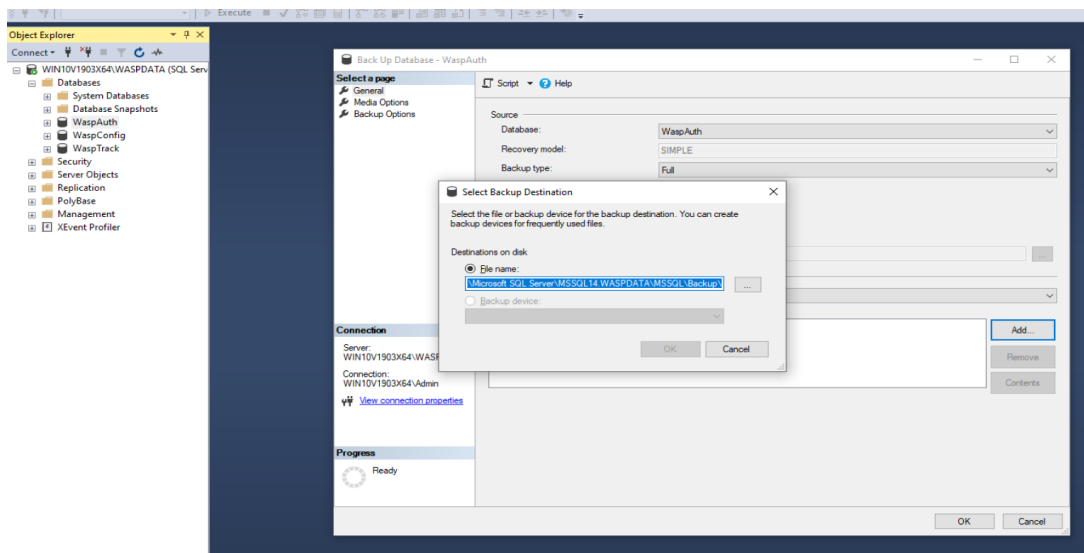 Execute
Object Explorer
Connect
WIN10V1903X64\WASPDATA (SQL Serv
Databases
System Databases
Database Snapshots
WaspAuth
WaspConfig
WaspTrack
Security
Server Objects
Replication
PolyBase
Management
XEvent Profiler
Back Up Database - WaspAuth
Select a page
General
Media Options
Backup Options
Script
Help
Source
Database:
WaspAuth
Recovery model:
SIMPLE
Backup type:
Full
Select Backup Destination
Select the file or backup device for the backup destination. You can create
backup devices for frequently used files.
Destinations on disk
File name:
\Microsoft SQL Server\MSSQL14.WASPDATA\MSSQL\Backup\
...
Backup device:
OK
Cancel
...
Add...
Remove
Contents
Connection
Server:
WIN10V1903X64\WASP
Connection:
WIN10V1903X64\Admin
View connection properties
Progress
Ready
OK
Cancel